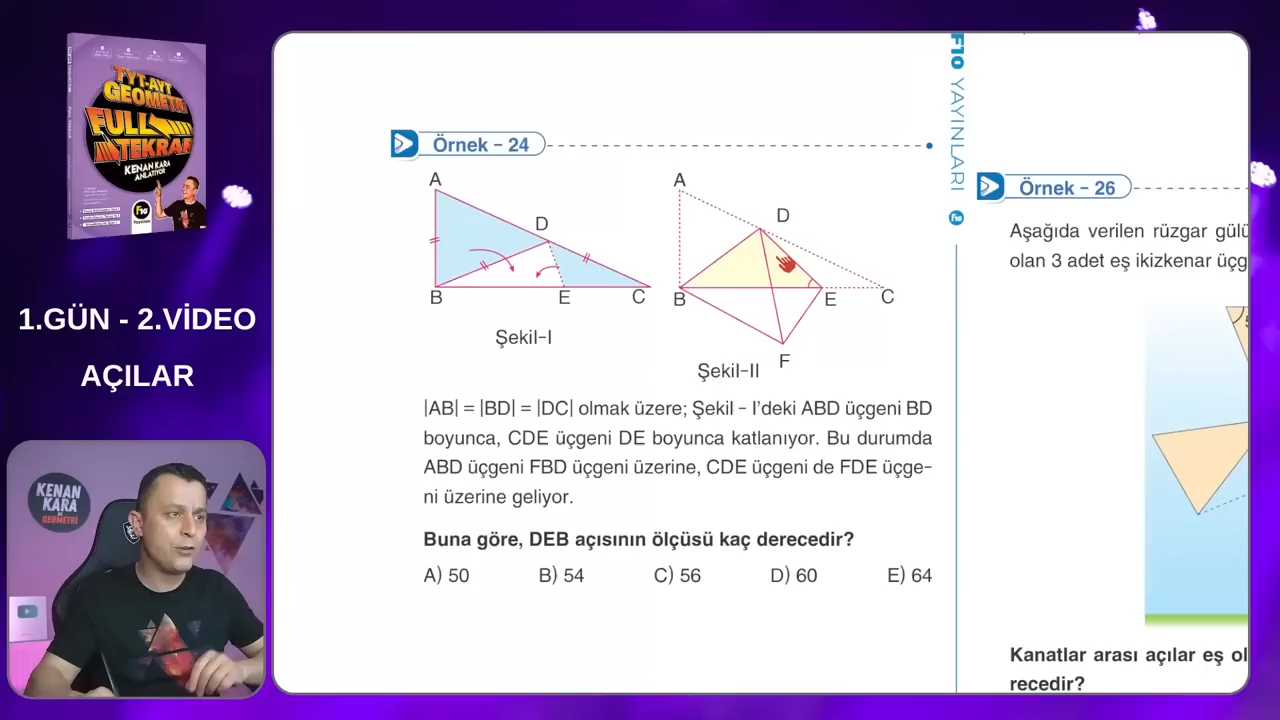 TYT-AYT
GEOMETRİ
FULL
TEKRAR
KENAN KARA
ANLATIYOR
F10
1.GÜN - 2.VİDEO
AÇILAR
KENAN
KARA
GEOMETRİ
Örnek - 24
A
D
B
E
C
Şekil-I
A
D
B
E
C
F
Şekil-II
|AB| = |BD| = |DC| olmak üzere; Şekil - I’deki ABD üçgeni BD
boyunca, CDE üçgeni DE boyunca katlanıyor. Bu durumda
ABD üçgeni FBD üçgeni üzerine, CDE üçgeni de FDE üçge-
ni üzerine geliyor.
Buna göre, DEB açısının ölçüsü kaç derecedir?
A) 50 B) 54 C) 56 D) 60 E) 64
F10 YAYINLARI
F10
Örnek - 26
Aşağıda verilen rüzgar gülü
olan 3 adet eş ikizkenar üçg
Kanatlar arası açılar eş ol
recedir?